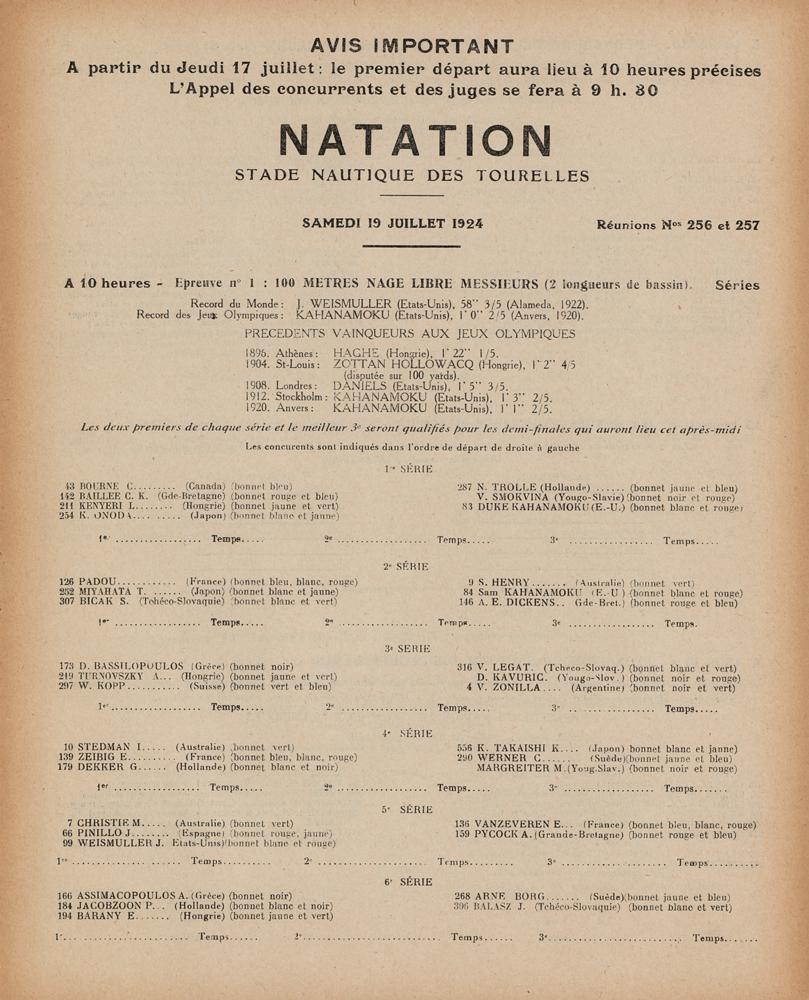 AVIS IMPORTANT
A partir du Jeudi 17 juillet : le premier départ aura lieu à 10 heures précises
L'Appel des concurrents et des juges se fera à 9 h. 30
NATATION
STADE NAUTIQUE DES TOURELLES
SAMEDI 19 JUILLET 1924 Réunions Nos 256 et 257
A 10 heures - Epreuve n° 1 : 100 METRES NAGE LIBRE MESSIEURS (2 longueurs de bassin). Séries
Record du Monde : J. WEISMULLER (Etats-Unis), 58'' 3/5 (Alameda, 1922).
Record des Jeux Olympiques : KAHANAMOKU (Etats-Unis), 1' 0'' 2/5 (Anvers, 1920).
PRECEDENTS VAINQUEURS AUX JEUX OLYMPIQUES
1896. Athènes : HAGHE (Hongrie), 1' 22'' 1/5.
1904. St-Louis : ZOTTAN HOLLOWACQ (Hongrie), 1' 2'' 4/5
(disputée sur 100 yards).
1908. Londres : DANIELS (Etats-Unis), 1' 5'' 3/5.
1912. Stockholm : KAHANAMOKU (Etats-Unis), 1' 3'' 2/5.
1920. Anvers : KAHANAMOKU (Etats-Unis), 1' 1'' 2/5.
Les deux premiers de chaque série et le meilleur 3e seront qualifiés pour les demi-finales qui auront lieu cet après-midi
Les concurents sont indiqués dans l'ordre de départ de droite à gauche
1re SÉRIE
43 BOURNE C......... (Canada) (bonnet bleu)
142 BAILLEE C. K. (Gde-Bretagne) (bonnet rouge et bleu)
211 KENYERI L........ (Hongrie) (bonnet jaune et vert)
254 K. ONODA.... ..... (Japon) (bonnet blanc et jaune)
287 N. TROLLE (Hollande) ...... (bonnet jaune et bleu)
V. SMOKVINA (Yougo-Slavie) (bonnet noir et rouge)
83 DUKE KAHANAMOKU (E.-U.) (bonnet blanc et rouge)
1er .................. Temps..... 2e .................. Temps..... 3e .................. Temps.....
2e SÉRIE
126 PADOU............ (France) (bonnet bleu, blanc, rouge)
252 MIYAHATA T. ...... (Japon) (bonnet blanc et jaune)
307 BICAK S. (Tchéco-Slovaquie) (bonnet blanc et vert)
9 S. HENRY ....... (Australie) (bonnet vert)
84 Sam KAHANAMOKU (E.-U.) (bonnet blanc et rouge)
146 A. E. DICKENS.. Gde-Bret.) (bonnet rouge et bleu)
1er .................. Temps..... 2e .................. Temps..... 3e .................. Temps.
3e SERIE
173 D. BASSILOPOULOS (Grèce) (bonnet noir)
219 TURNOVSZKY A... (Hongrie) (bonnet jaune et vert)
297 W. KOPP........... (Suisse) (bonnet vert et bleu)
316 V. LEGAT. (Tcheco-Slovaq.) (bonnet blanc et vert)
D. KAVURIC. (Yougo-Slov.) (bonnet noir et rouge)
4 V. ZONILLA.... (Argentine) (bonnet noir et vert)
1er.................. Temps..... 2e .................. Temps..... 3e .................. Temps.....
4e SÉRIE
10 STEDMAN I..... (Australie) (bonnet vert)
139 ZEIBIG E.......... (France) (bonnet bleu, blanc, rouge)
179 DEKKER G..... (Hollande) (bonnet blanc et noir)
556 K. TAKAISHI K.... (Japon) bonnet blanc et jaune)
290 WERNER C....... (Suède)(bonnet jaune et bleu)
MARGREITER M.(Youg.Slav.) (bonnet noir et rouge)
1er .................. Temps..... 2e .................. Temps..... 3e .................. Temps.....
5e SÉRIE
7 CHRISTIE M..... (Australie) (bonnet vert)
66 PINILLO J........ (Espagne) (bonnet rouge, jaune)
99 WEISMULLER J. Etats-Unis)(bonnet blanc et rouge)
136 VANZEVEREN E... (France) (bonnet bleu, blanc, rouge)
159 PYCOCK A. (Grande-Bretagne) (bonnet rouge et bleu)
1re .................. Temps..... 2e .................. Temps..... 3e .................. Temps.....
6e SÉRIE
166 ASSIMACOPOULOS A. (Grèce) (bonnet noir)
184 JACOBZOON P... (Hollande) (bonnet blanc et noir)
194 BARANY E....... (Hongrie) (bonnet jaune et vert)
268 ARNE BORG....... (Suède)(bonnet jaune et bleu)
306 BALASZ J. (Tchéco-Slovaquie) (bonnet blanc et vert)
1e.................. Temps...... 2e.................. Temps...... 3e.................. Temps......